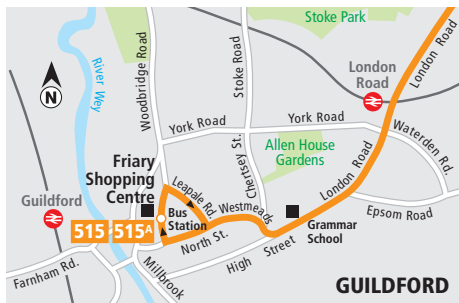 Stoke Park
London Road
Woodbridge Road
River Wey
Stoke Road
London
Road
N
York Road
York Road
Waterden Rd.
Allen House
Gardens
Chertsey St.
London Road
Friary
Shopping
Centre
Leapale Rd.
Guildford
Westmeads
Epsom Road
Bus
Station
Grammar
School
515 515A
North St.
High Street
Farnham Rd.
Millbrook
GUILDFORD